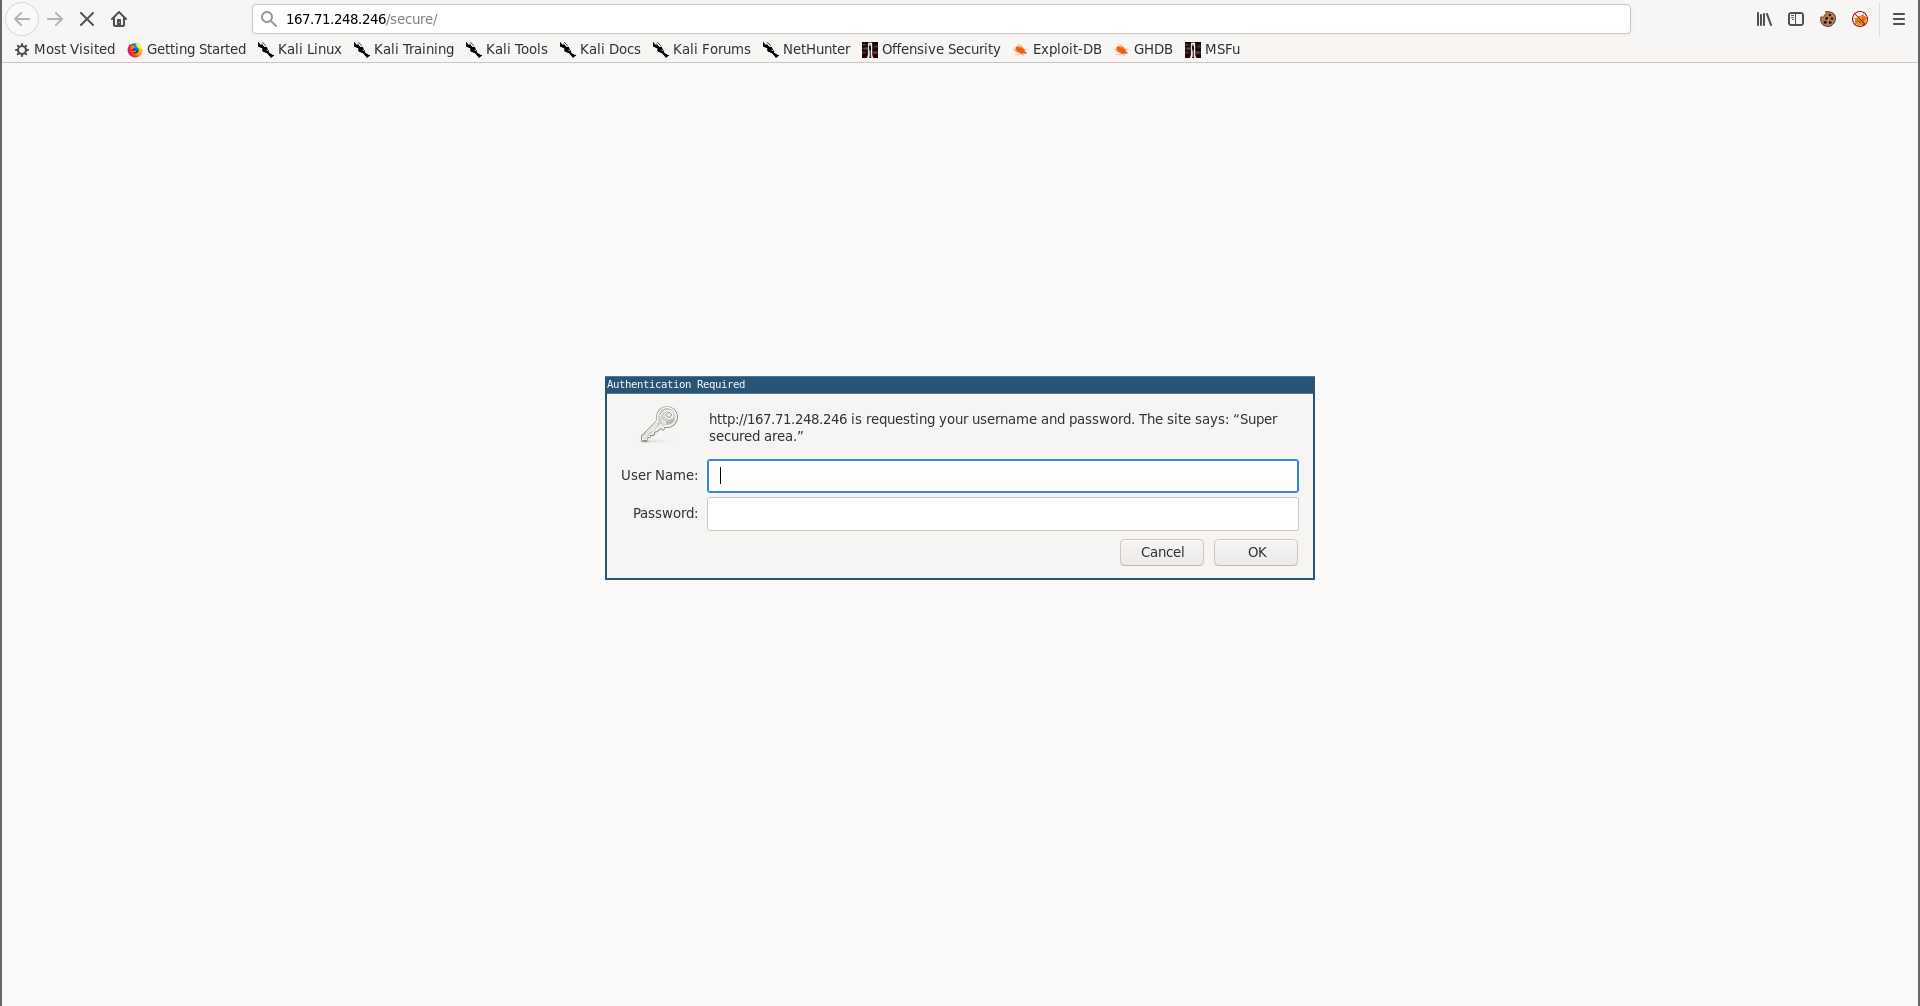 167.71.248.246/secure/
Most Visited Getting Started Kali Linux Kali Training Kali Tools Kali Docs Kali Forums NetHunter Offensive Security Exploit-DB GHDB MSFu
Authentication Required
http://167.71.248.246 is requesting your username and password. The site says: “Super
secured area.”
User Name:
Password:
Cancel OK